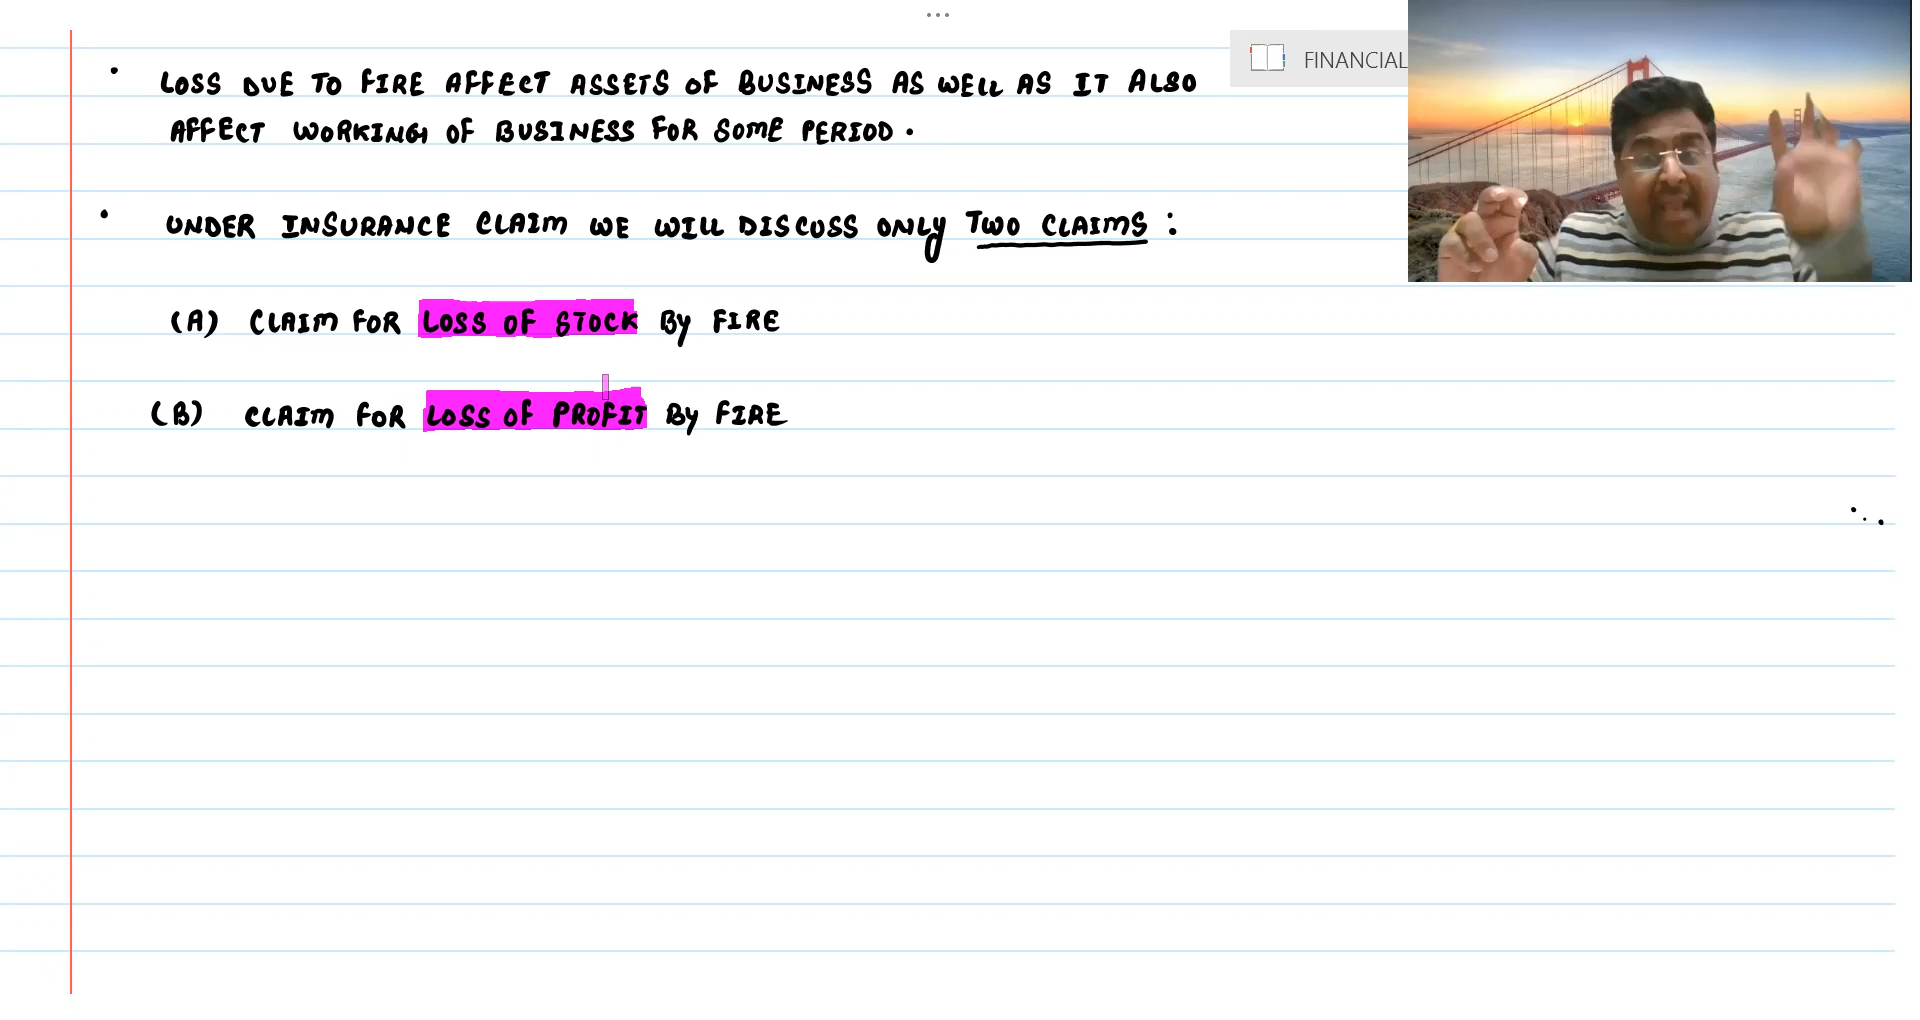 • LOSS DUE TO FIRE AFFECT ASSETS OF BUSINESS AS WELL AS IT ALSO
AFFECT WORKING OF BUSINESS FOR SOME PERIOD.
• UNDER INSURANCE CLAIM WE WILL DISCUSS ONLY TWO CLAIMS :
(A) CLAIM FOR LOSS OF STOCK BY FIRE
(B) CLAIM FOR LOSS OF PROFIT BY FIRE
FINANCIAL